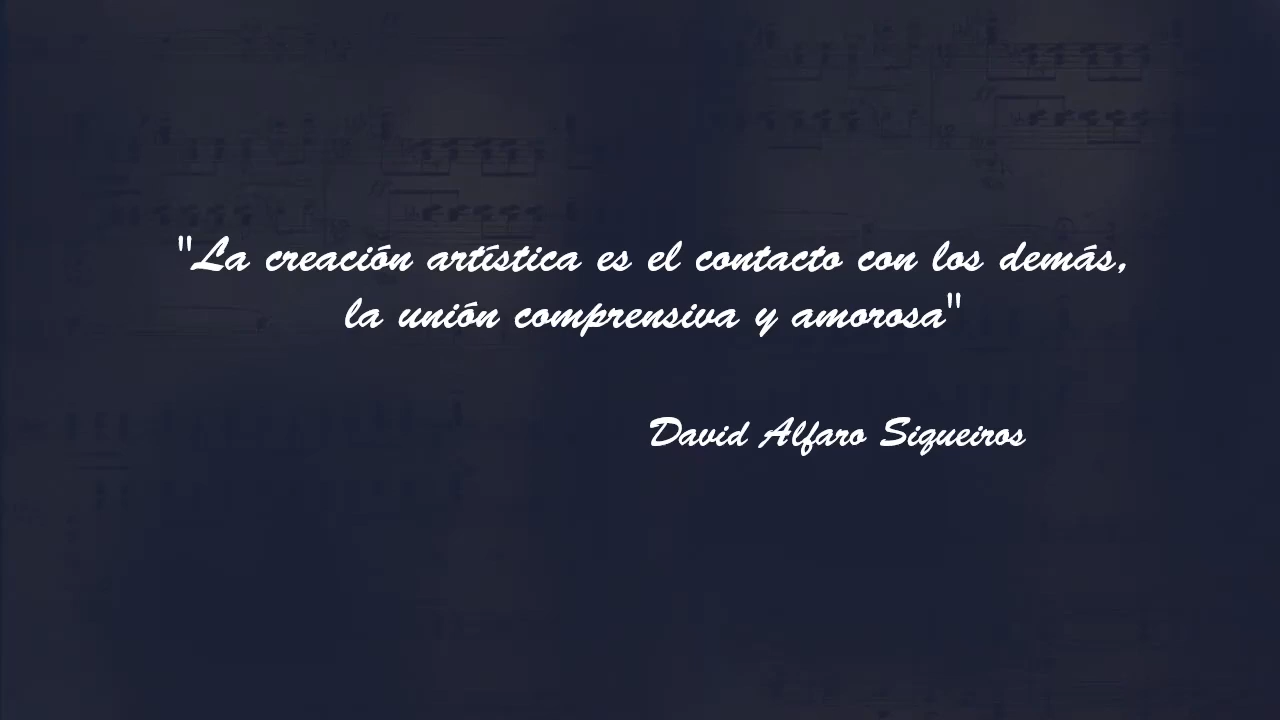 "La creación artística es el contacto con los demás,
la unión comprensiva y amorosa"
David Alfaro Siqueiros